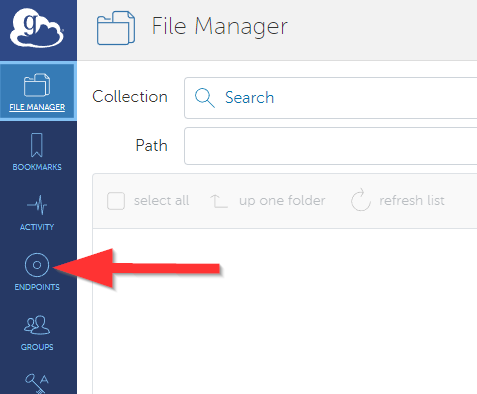 g
File Manager
FILE MANAGER
BOOKMARKS
ACTIVITY
ENDPOINTS
GROUPS
A
Collection
Search
Path
select all
up one folder
refresh list